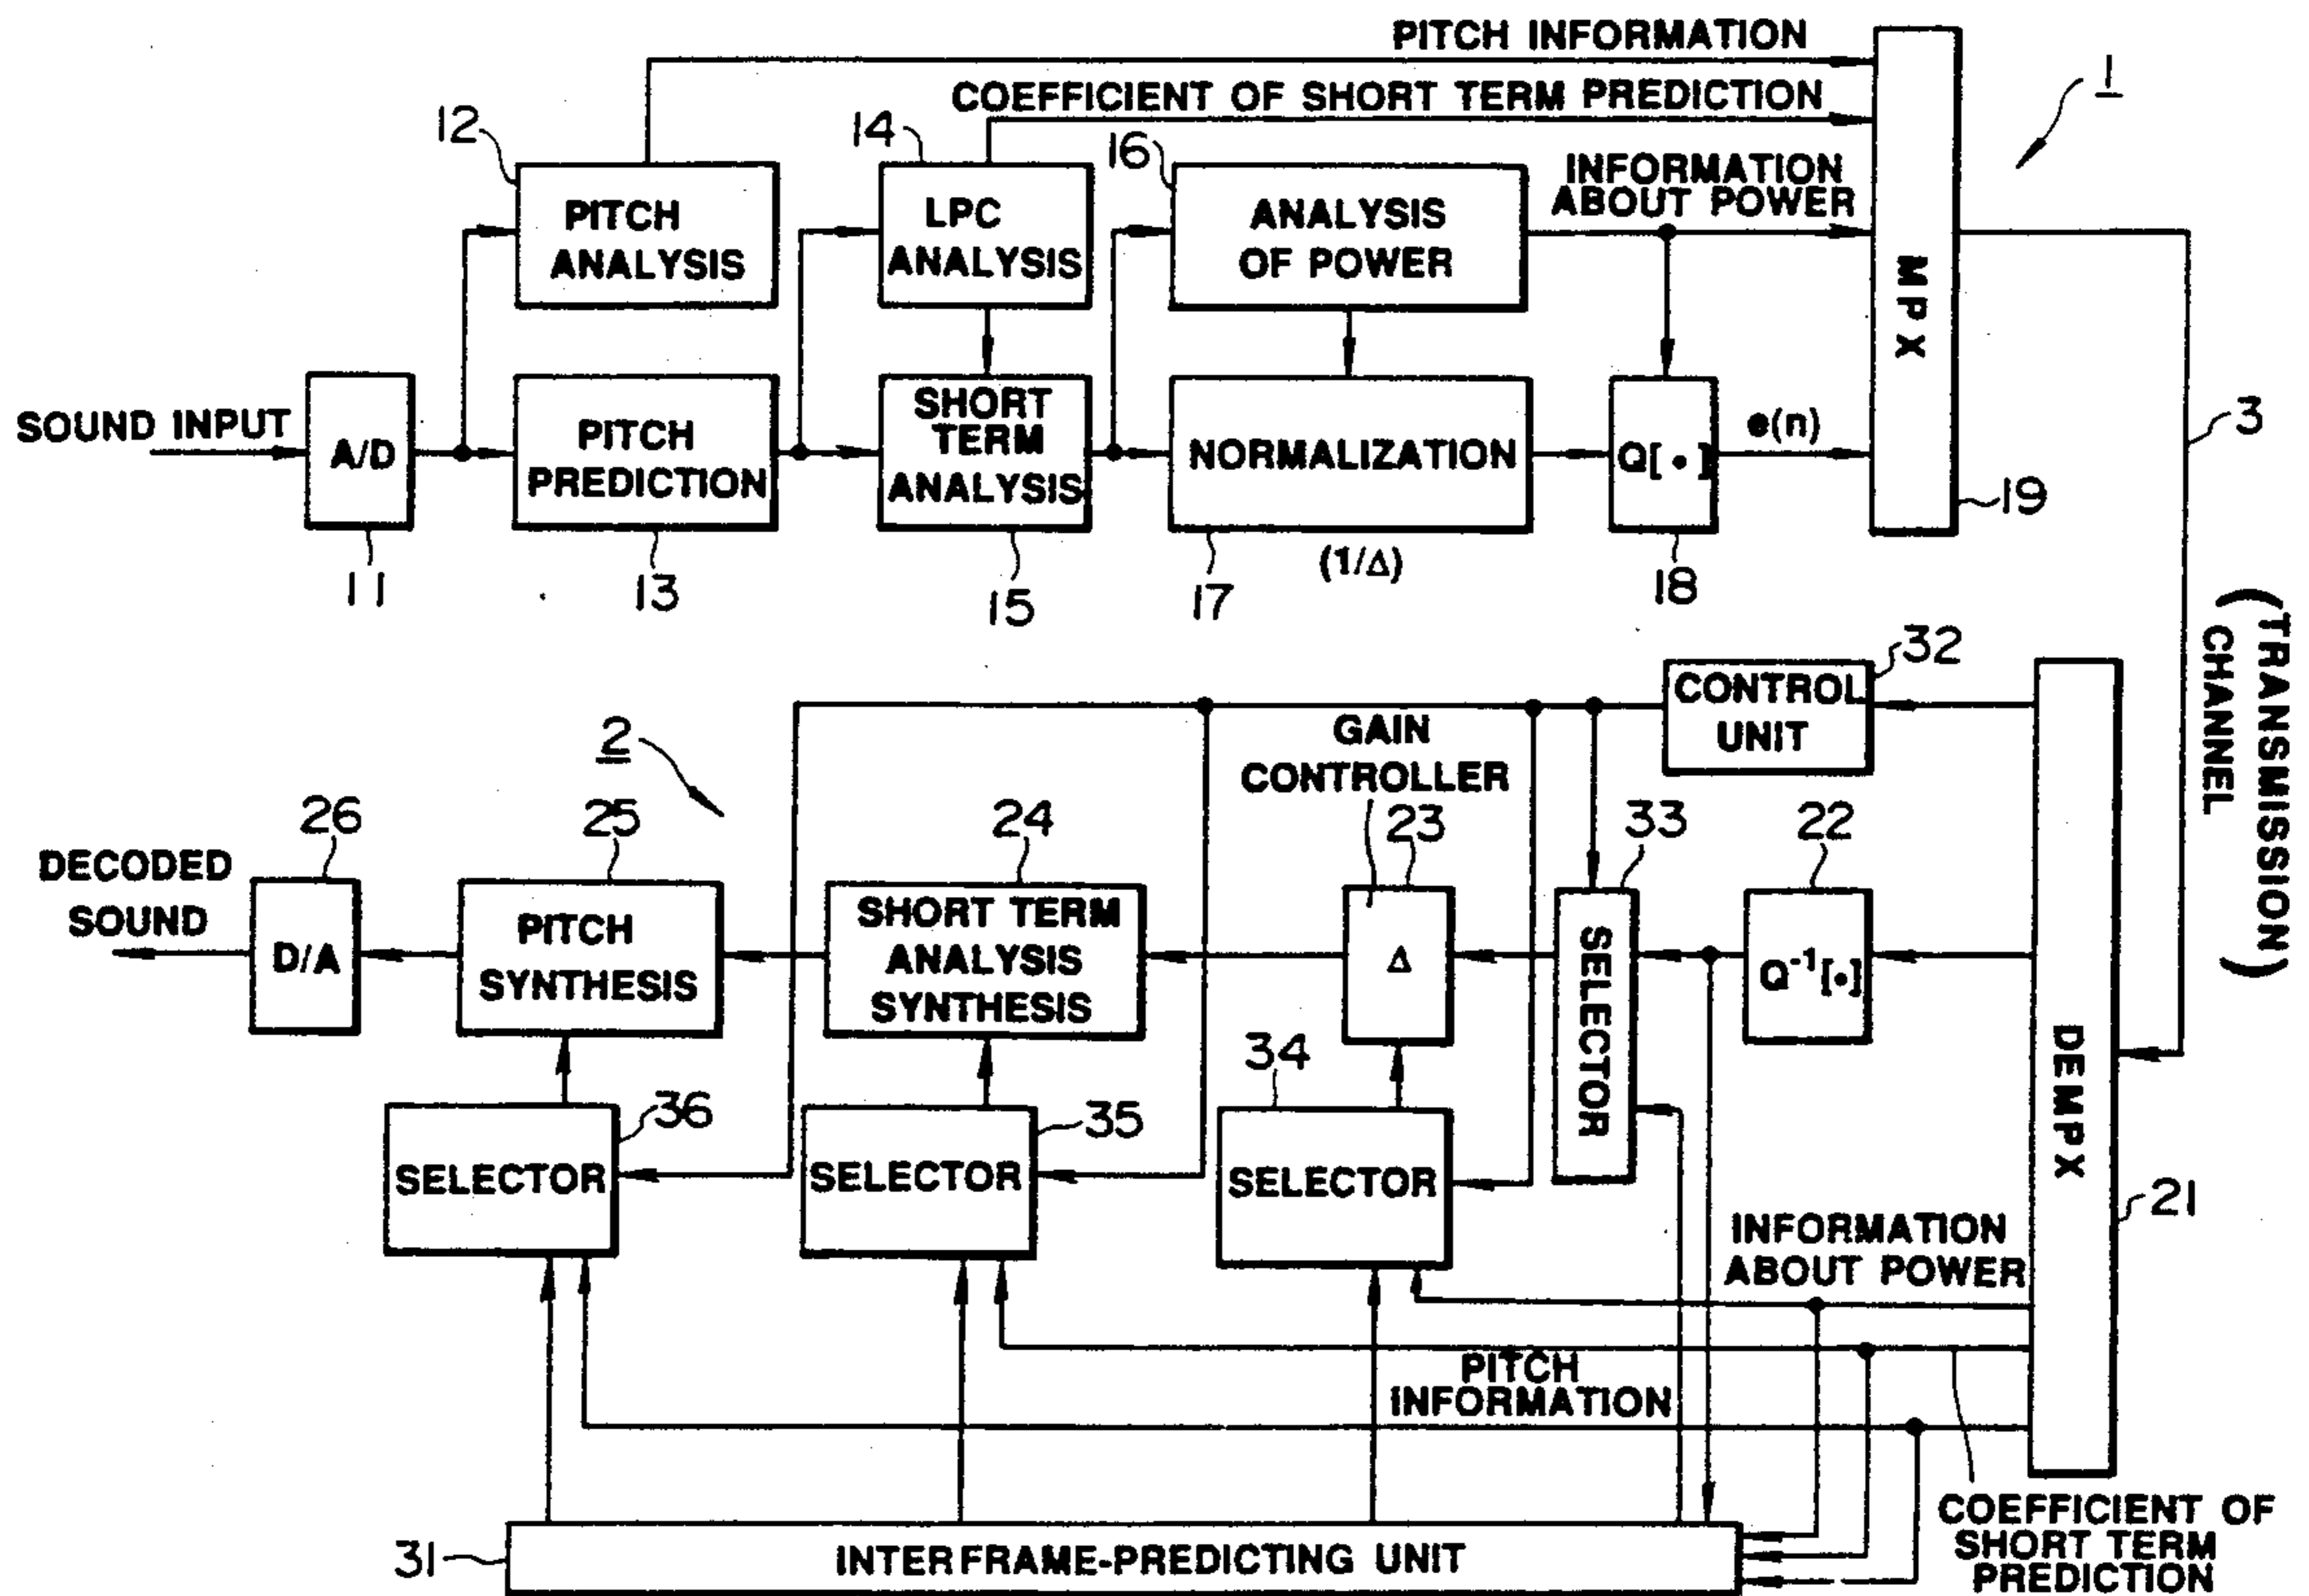 PITCH INFORMATION
1
COEFFICIENT OF SHORT TERM PREDICTION
12
14
16
INFORMATION
ABOUT POWER
PITCH
ANALYSIS
LPC
ANALYSIS
ANALYSIS
OF POWER
MPX
SOUND INPUT
A/D
PITCH
PREDICTION
SHORT
TERM
ANALYSIS
NORMALIZATION
Q[•]
e(n)
3
19
11
13
15
17
(1/Δ)
18
(TRANSMISSION
CHANNEL)
32
CONTROL
UNIT
2
GAIN
CONTROLLER
26
25
24
23
33
22
DECODED
SOUND
D/A
PITCH
SYNTHESIS
SHORT TERM
ANALYSIS
SYNTHESIS
Δ
SELECTOR
Q⁻¹[•]
DEMPX
34
36
35
SELECTOR
SELECTOR
SELECTOR
21
INFORMATION
ABOUT POWER
PITCH
INFORMATION
COEFFICIENT OF
SHORT TERM
PREDICTION
31
INTERFRAME-PREDICTING UNIT